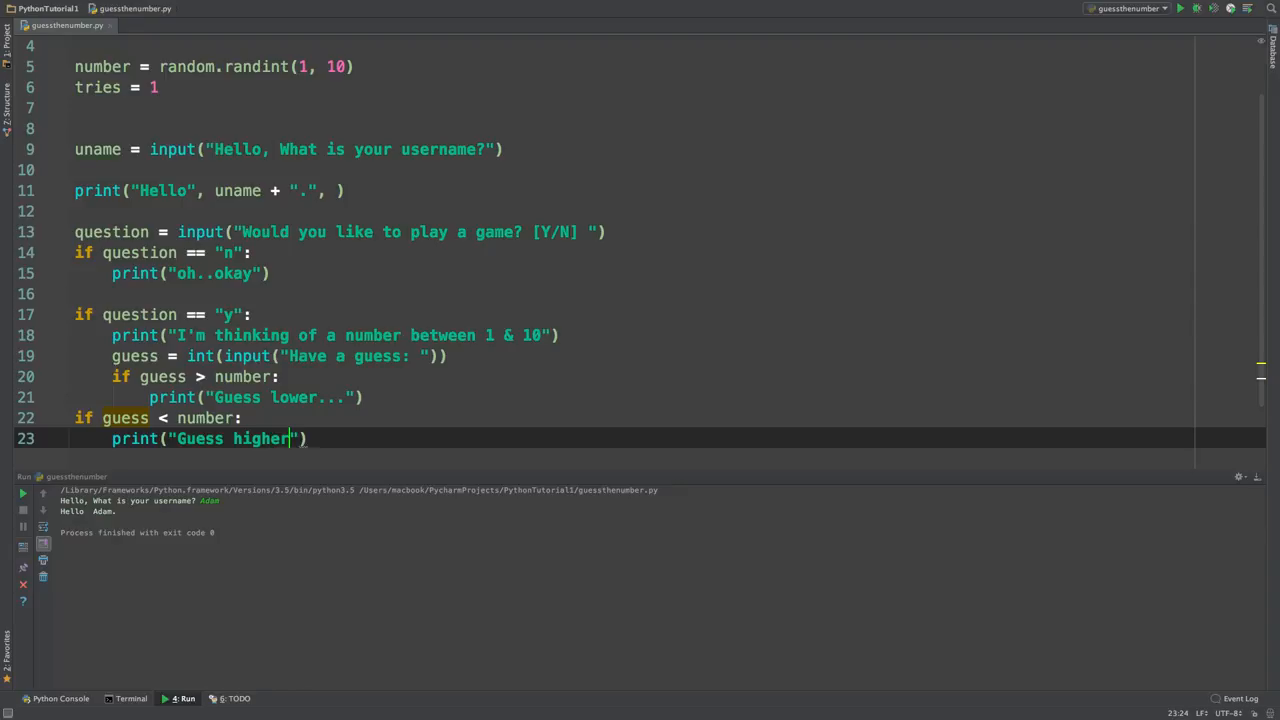 PythonTutorial1 guessthenumber.py guessthenumber
guessthenumber.py
1: Project
Z: Structure
Database
4
5 number = random.randint(1, 10)
6 tries = 1
7
8
9 uname = input("Hello, What is your username?")
10
11 print("Hello", uname + ".", )
12
13 question = input("Would you like to play a game? [Y/N] ")
14 if question == "n":
15 print("oh..okay")
16
17 if question == "y":
18 print("I'm thinking of a number between 1 & 10")
19 guess = int(input("Have a guess: "))
20 if guess > number:
21 print("Guess lower...")
22 if guess < number:
23 print("Guess higher")
Run guessthenumber
/Library/Frameworks/Python.framework/Versions/3.5/bin/python3.5 /Users/macbook/PycharmProjects/PythonTutorial1/guessthenumber.py
Hello, What is your username? Adam
Hello  Adam.
Process finished with exit code 0
2: Favorites
Python Console Terminal 4: Run 6: TODO Event Log
23:24 LF÷ UTF-8÷